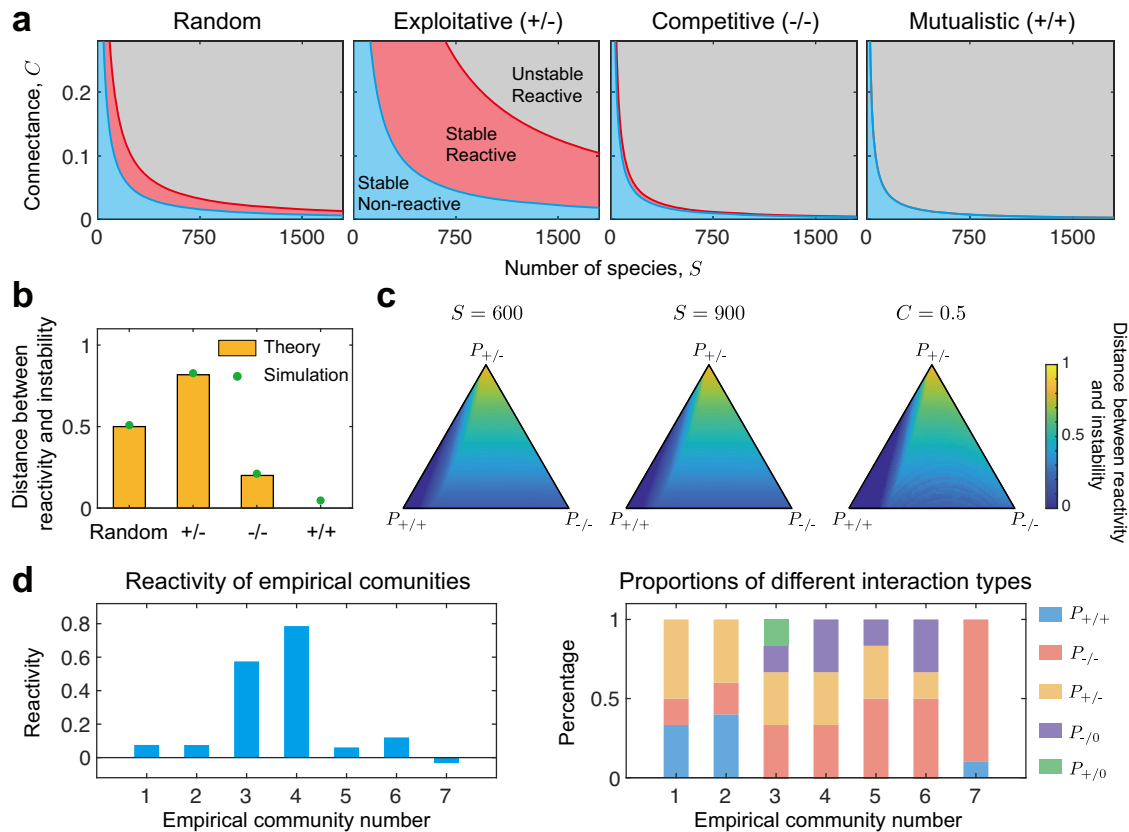 a
Random
Exploitative (+/-)
Competitive (-/-)
Mutualistic (+/+)
Connectance, C
0.2
0.1
0
Unstable
Reactive
Stable
Reactive
Stable
Non-reactive
0 750 1500
0 750 1500
0 750 1500
0 750 1500
Number of species, S
b
Distance between
reactivity and instability
1
0.5
0
Theory
Simulation
Random +/- -/- +/+
c
S = 600
P+/-
P+/+
P-/-
S = 900
P+/-
P+/+
P-/-
C = 0.5
P+/-
P+/+
P-/-
1
0.5
0
Distance between reactivity
and instability
d
Reactivity of empirical comunities
Reactivity
0.8
0.6
0.4
0.2
0
1 2 3 4 5 6 7
Empirical community number
Proportions of different interaction types
Percentage
1
0.5
0
1 2 3 4 5 6 7
Empirical community number
P+/+
P-/-
P+/-
P-/0
P+/0